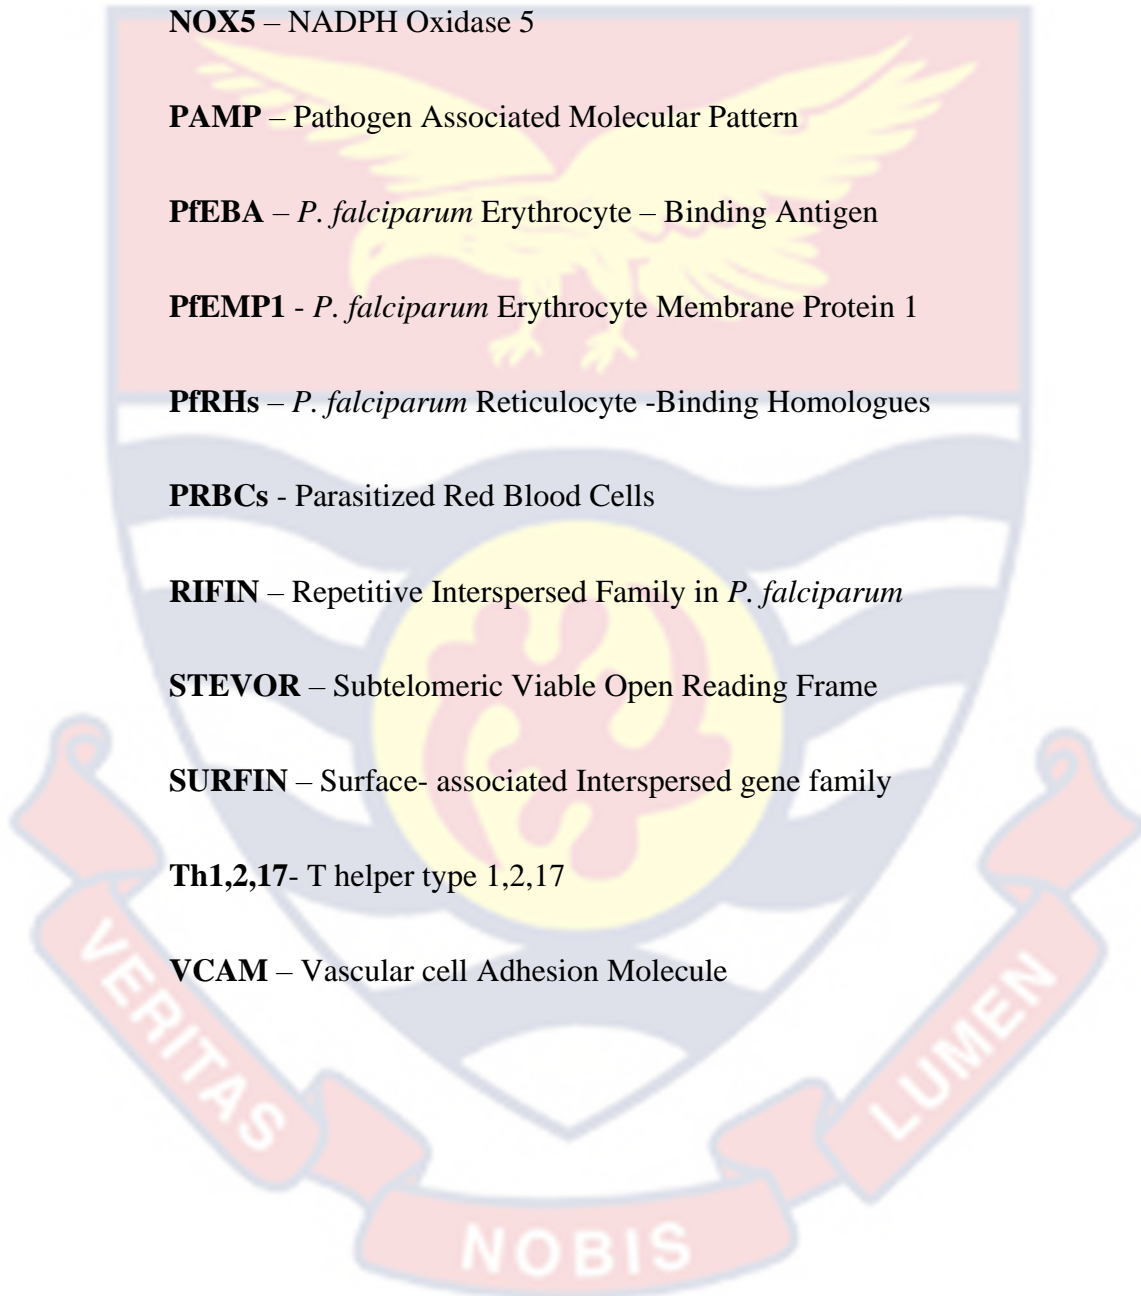 NOX5 – NADPH Oxidase 5
PAMP – Pathogen Associated Molecular Pattern
PfEBA – P. falciparum Erythrocyte – Binding Antigen
PfEMP1 - P. falciparum Erythrocyte Membrane Protein 1
PfRHs – P. falciparum Reticulocyte -Binding Homologues
PRBCs - Parasitized Red Blood Cells
RIFIN – Repetitive Interspersed Family in P. falciparum
STEVOR – Subtelomeric Viable Open Reading Frame
SURFIN – Surface- associated Interspersed gene family
Th1,2,17- T helper type 1,2,17
VCAM – Vascular cell Adhesion Molecule
VERITAS
NOBIS
LUMEN